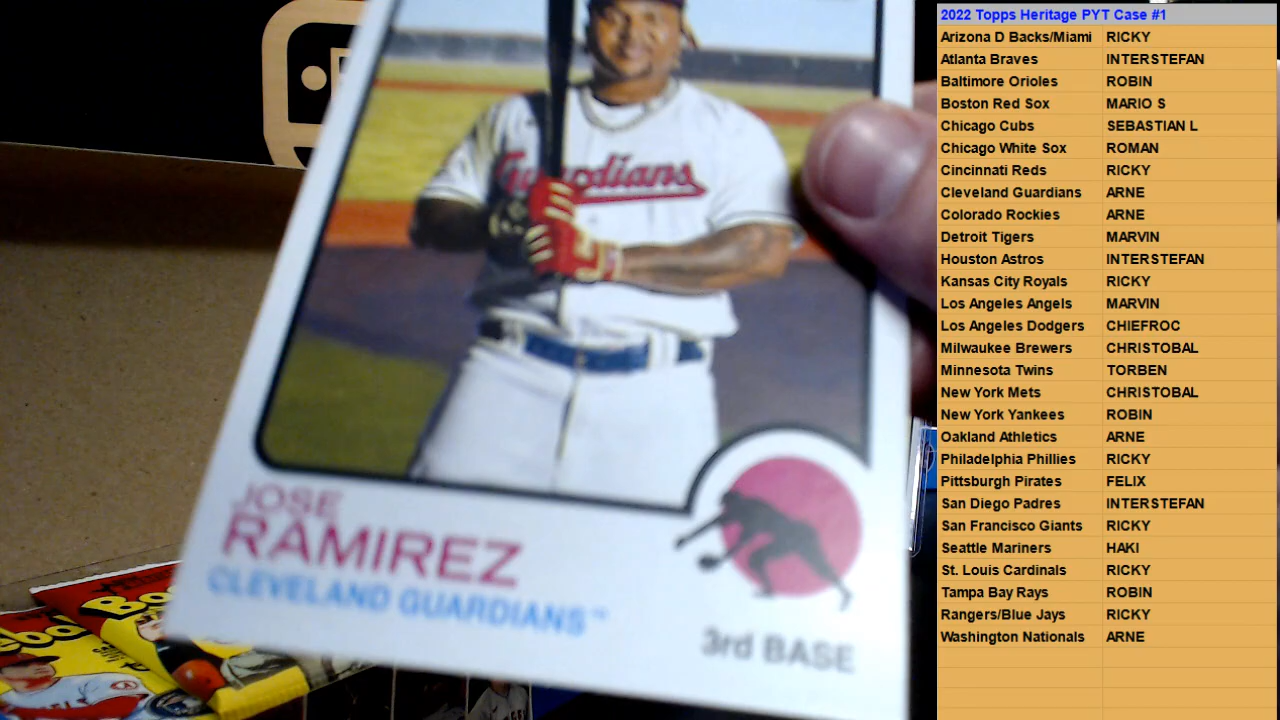 Guardians
JOSE
RAMIREZ
CLEVELAND GUARDIANS™
3rd BASE
2022 Topps Heritage PYT Case #1
Arizona D Backs/Miami RICKY
Atlanta Braves INTERSTEFAN
Baltimore Orioles ROBIN
Boston Red Sox MARIO S
Chicago Cubs SEBASTIAN L
Chicago White Sox ROMAN
Cincinnati Reds RICKY
Cleveland Guardians ARNE
Colorado Rockies ARNE
Detroit Tigers MARVIN
Houston Astros INTERSTEFAN
Kansas City Royals RICKY
Los Angeles Angels MARVIN
Los Angeles Dodgers CHIEFROC
Milwaukee Brewers CHRISTOBAL
Minnesota Twins TORBEN
New York Mets CHRISTOBAL
New York Yankees ROBIN
Oakland Athletics ARNE
Philadelphia Phillies RICKY
Pittsburgh Pirates FELIX
San Diego Padres INTERSTEFAN
San Francisco Giants RICKY
Seattle Mariners HAKI
St. Louis Cardinals RICKY
Tampa Bay Rays ROBIN
Rangers/Blue Jays RICKY
Washington Nationals ARNE